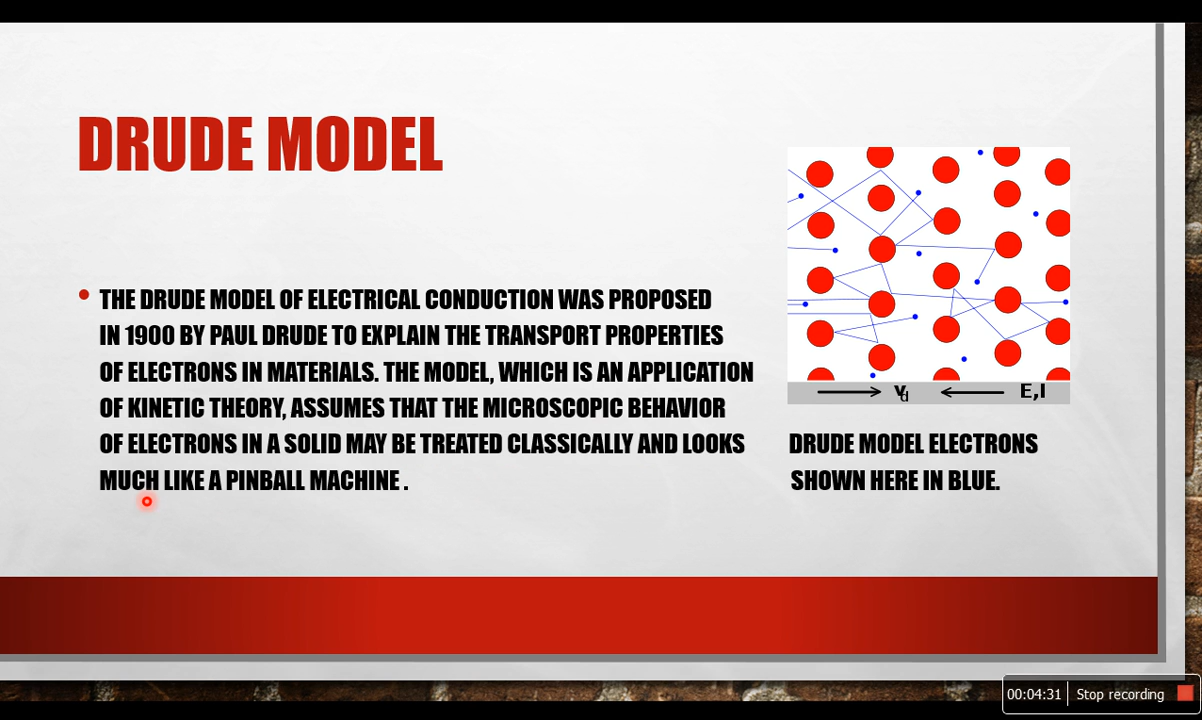 DRUDE MODEL
THE DRUDE MODEL OF ELECTRICAL CONDUCTION WAS PROPOSED
IN 1900 BY PAUL DRUDE TO EXPLAIN THE TRANSPORT PROPERTIES
OF ELECTRONS IN MATERIALS. THE MODEL, WHICH IS AN APPLICATION
OF KINETIC THEORY, ASSUMES THAT THE MICROSCOPIC BEHAVIOR
OF ELECTRONS IN A SOLID MAY BE TREATED CLASSICALLY AND LOOKS
MUCH LIKE A PINBALL MACHINE .
vd E,I
DRUDE MODEL ELECTRONS
SHOWN HERE IN BLUE.
00:04:31 Stop recording